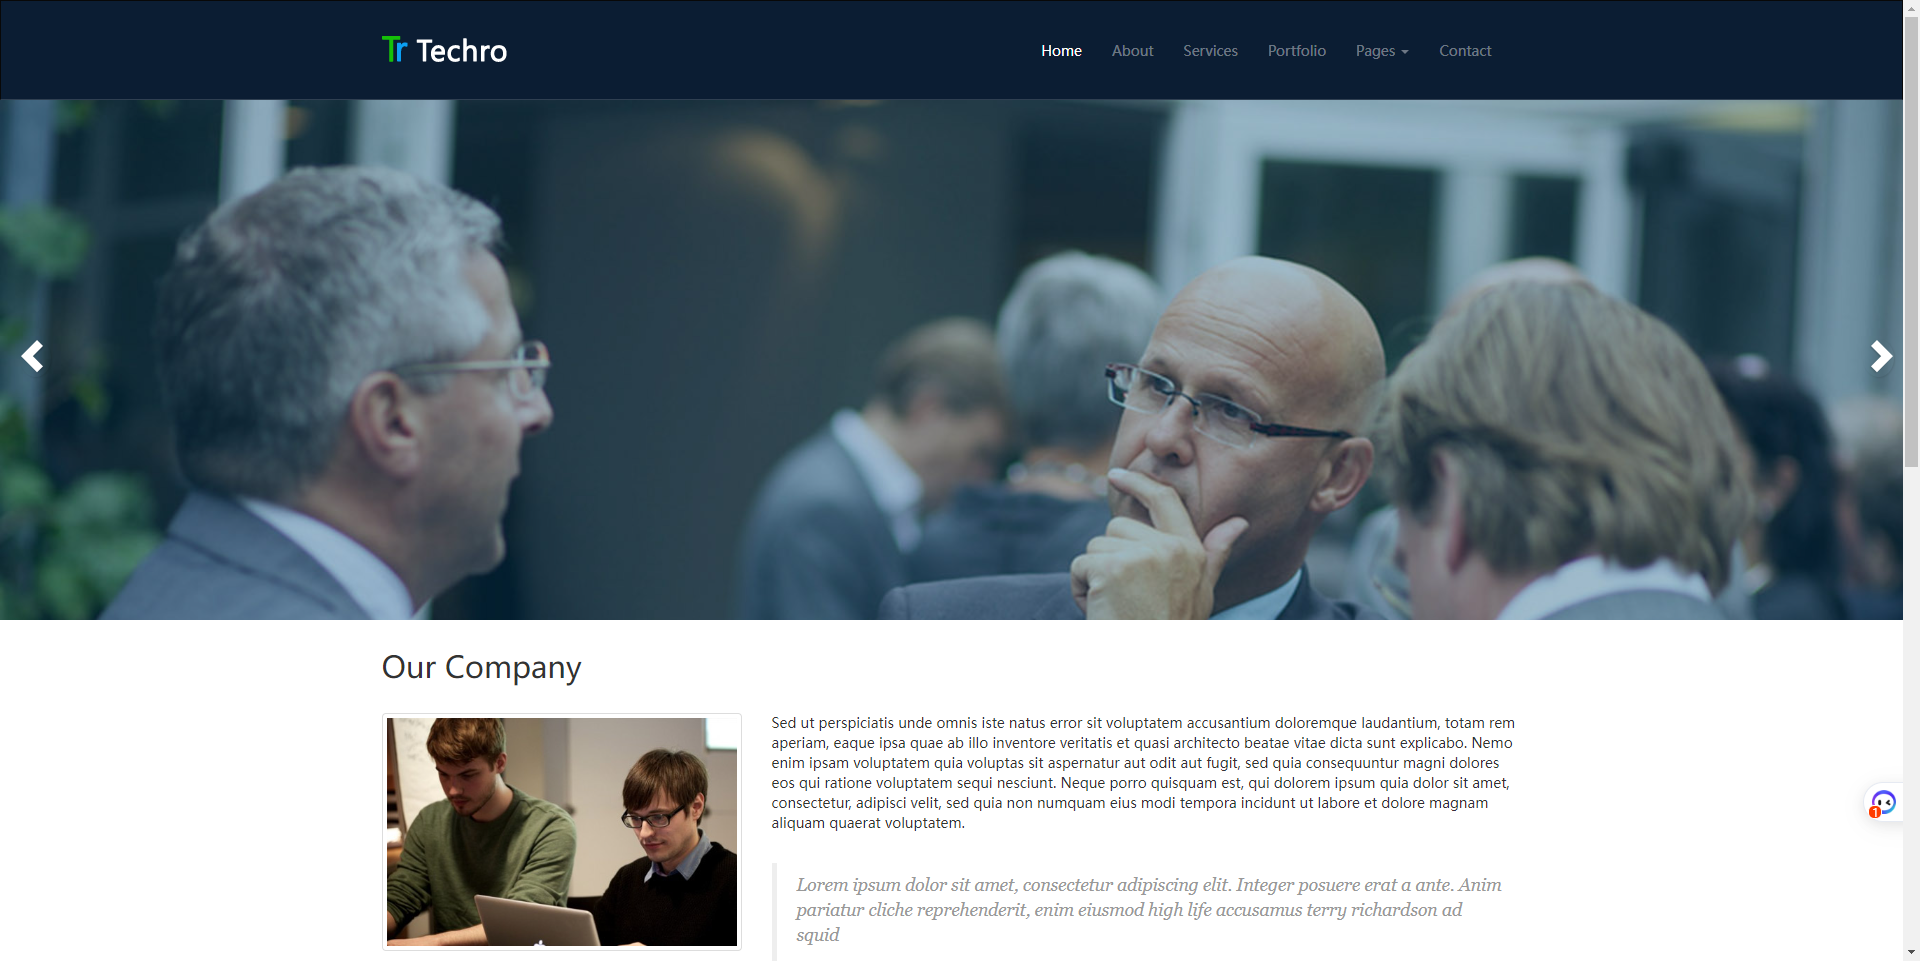 Tr Techro
Home About Services Portfolio Pages Contact
Our Company
Sed ut perspiciatis unde omnis iste natus error sit voluptatem accusantium doloremque laudantium, totam rem
aperiam, eaque ipsa quae ab illo inventore veritatis et quasi architecto beatae vitae dicta sunt explicabo. Nemo
enim ipsam voluptatem quia voluptas sit aspernatur aut odit aut fugit, sed quia consequuntur magni dolores
eos qui ratione voluptatem sequi nesciunt. Neque porro quisquam est, qui dolorem ipsum quia dolor sit amet,
consectetur, adipisci velit, sed quia non numquam eius modi tempora incidunt ut labore et dolore magnam
aliquam quaerat voluptatem.
Lorem ipsum dolor sit amet, consectetur adipiscing elit. Integer posuere erat a ante. Anim
pariatur cliche reprehenderit, enim eiusmod high life accusamus terry richardson ad
squid
1